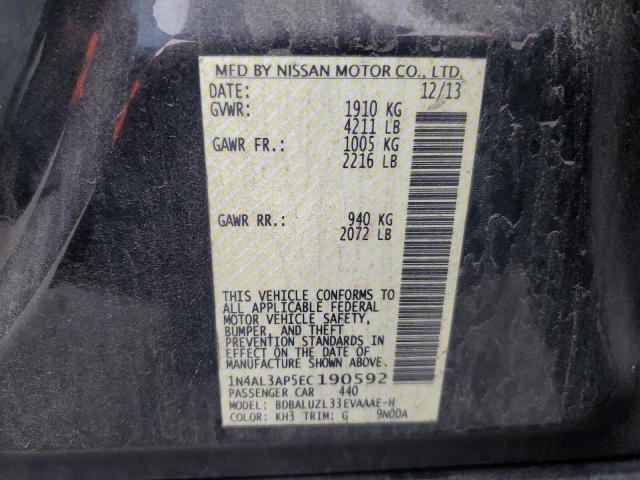 MFD BY NISSAN MOTOR CO., LTD.
DATE: 12/13
GVWR: 1910 KG
4211 LB
GAWR FR.: 1005 KG
2216 LB
GAWR RR.: 940 KG
2072 LB
THIS VEHICLE CONFORMS TO
ALL APPLICABLE FEDERAL
MOTOR VEHICLE SAFETY,
BUMPER, AND THEFT
PREVENTION STANDARDS IN
EFFECT ON THE DATE OF
MANUFACTURE SHOWN ABOVE.
1N4AL3AP5EC190592
PASSENGER CAR 440
MODEL: BDBALUZL33EVAAAE-H
COLOR: KH3 TRIM: G 9N00A